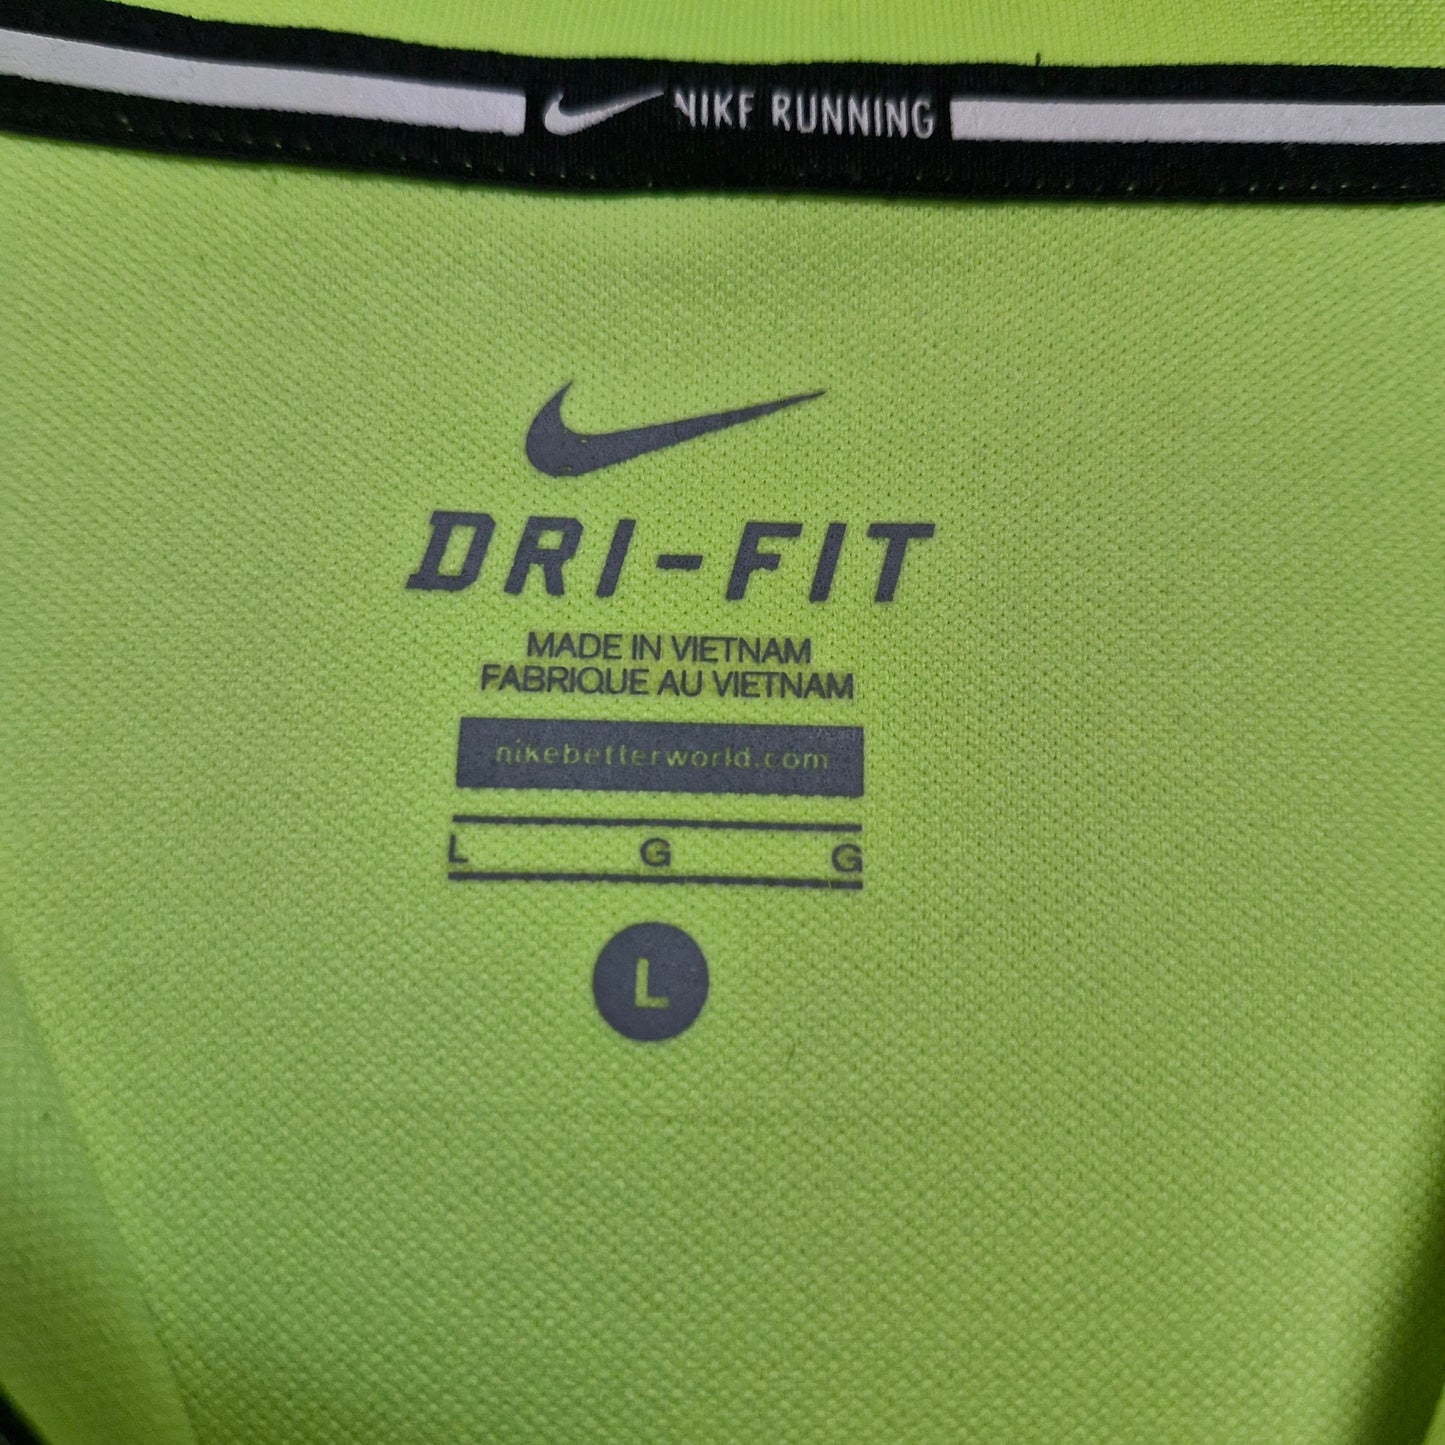 NIKE RUNNING
DRI-FIT
MADE IN VIETNAM
FABRIQUE AU VIETNAM
nikebetterworld.com
L G G
L